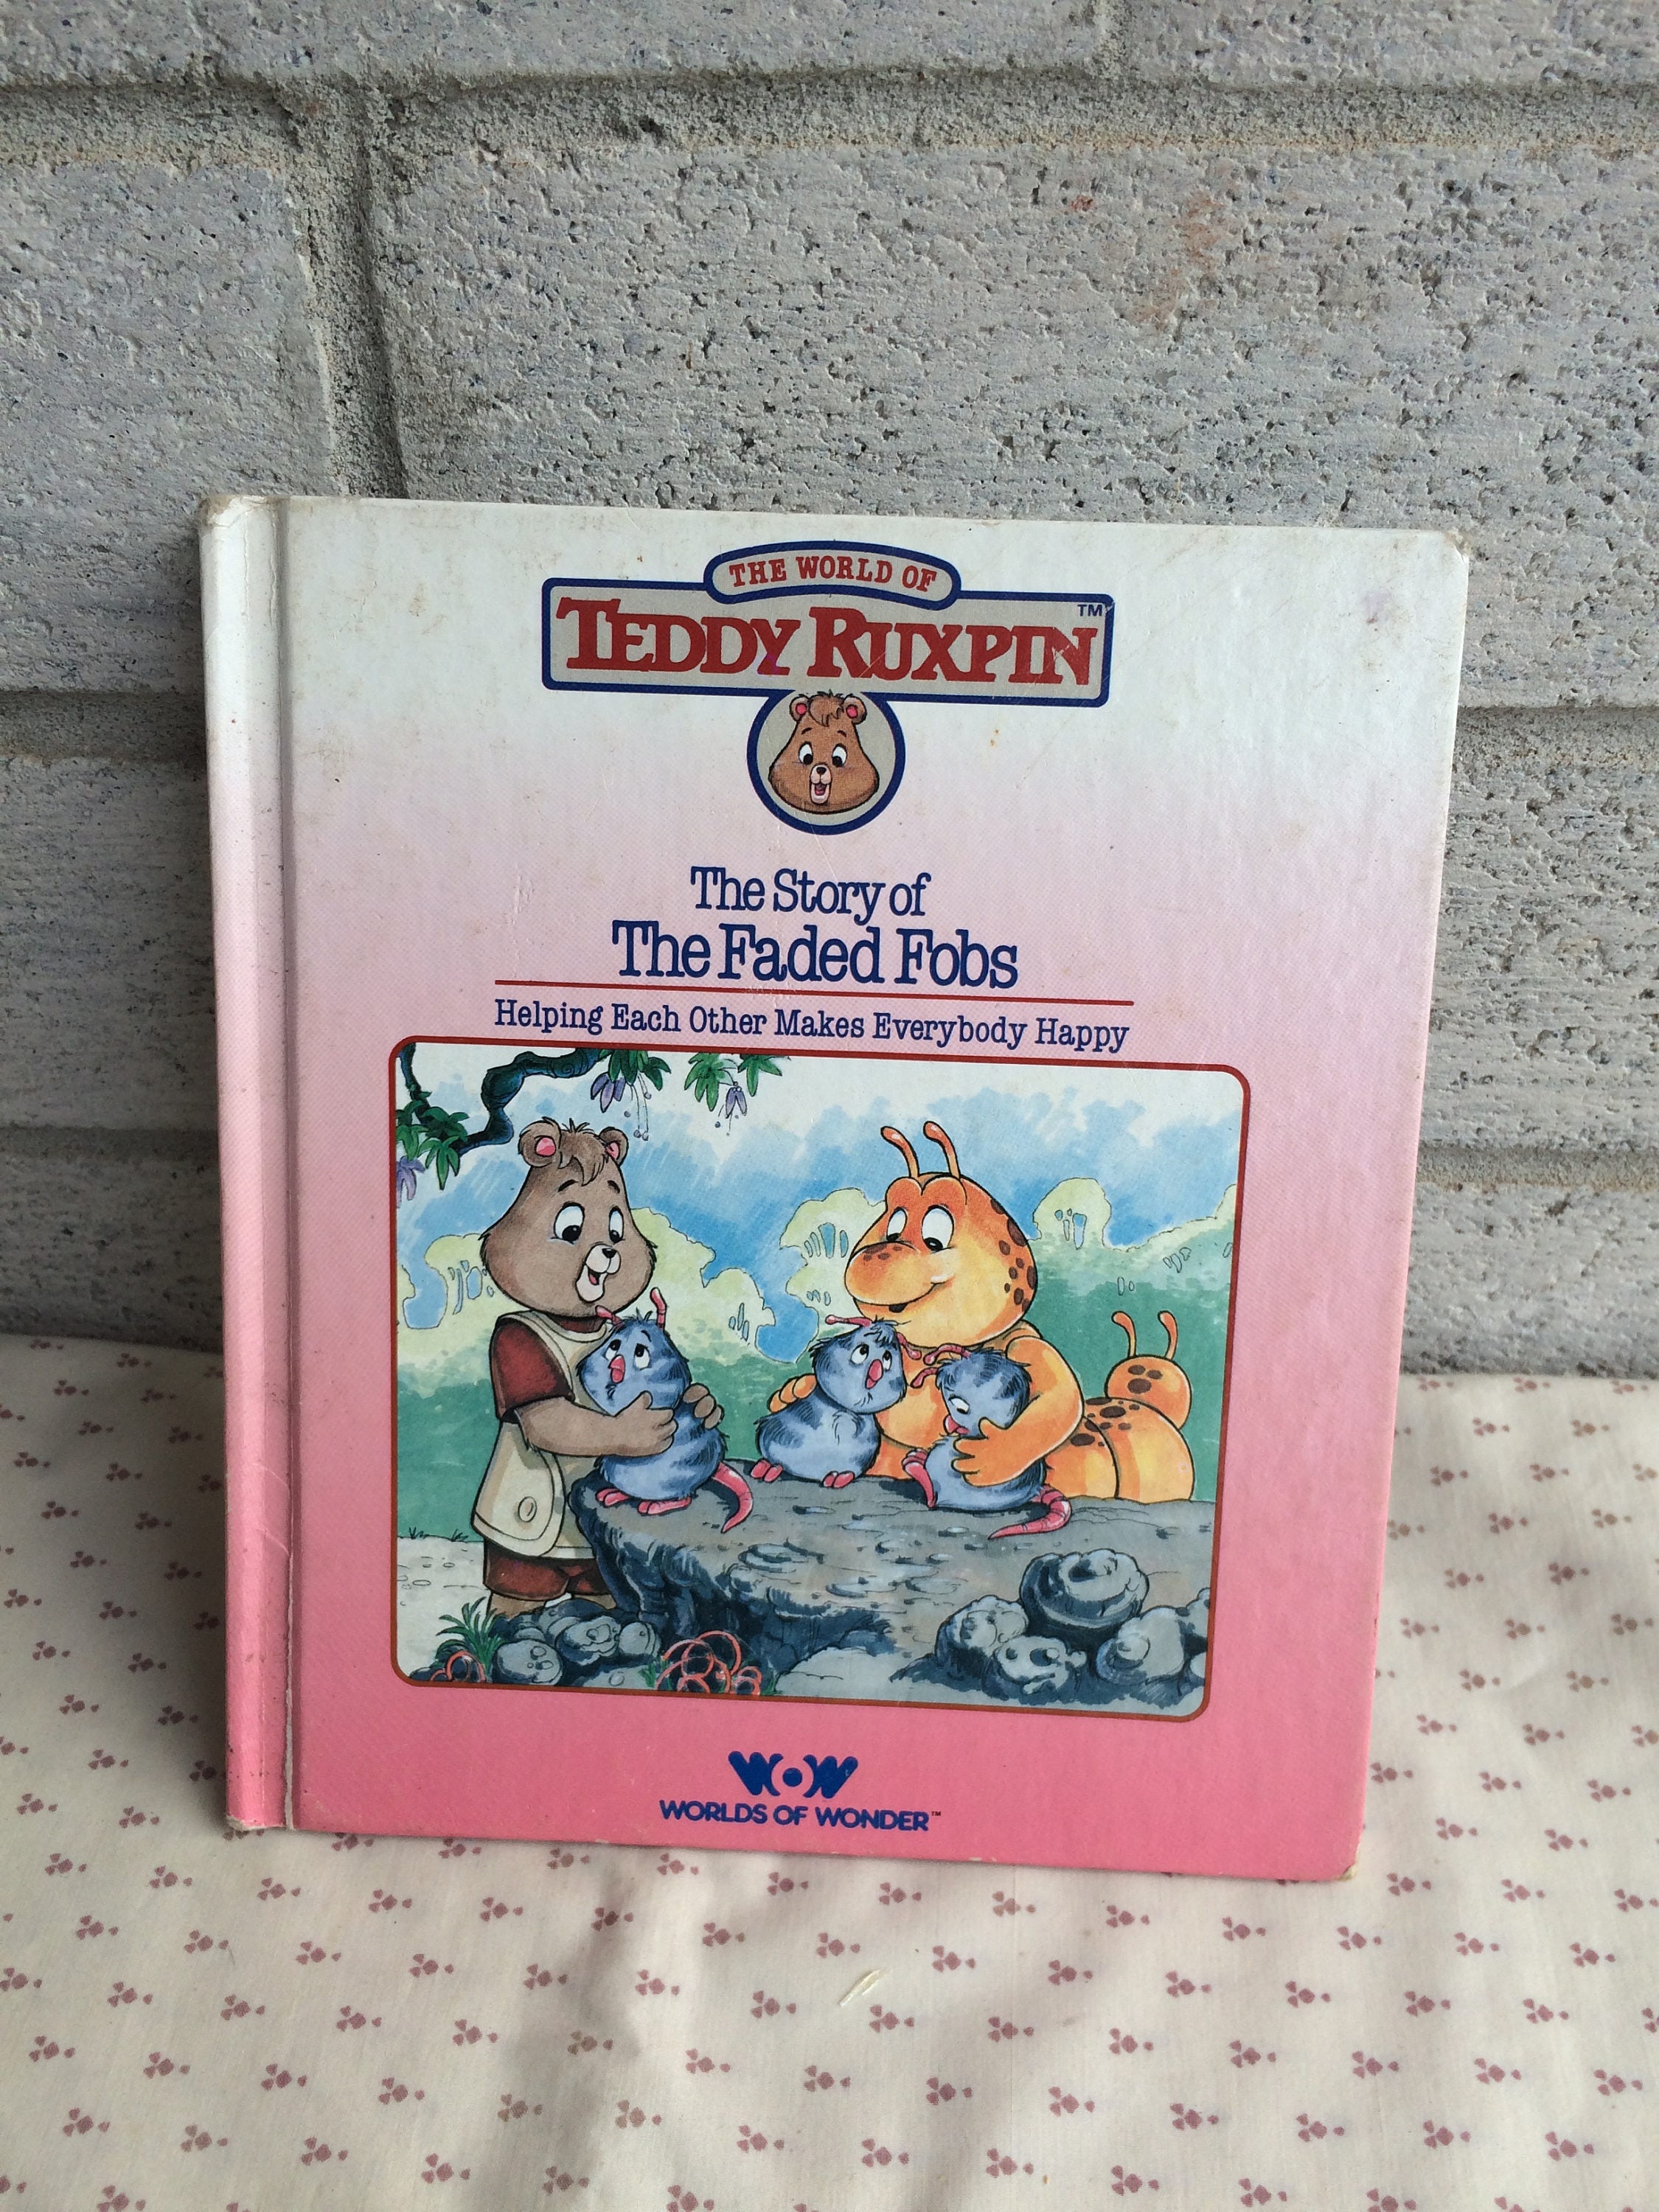 THE WORLD OF
TEDDY RUXPIN™
The Story of
The Faded Fobs
Helping Each Other Makes Everybody Happy
WOW
WORLDS OF WONDER™